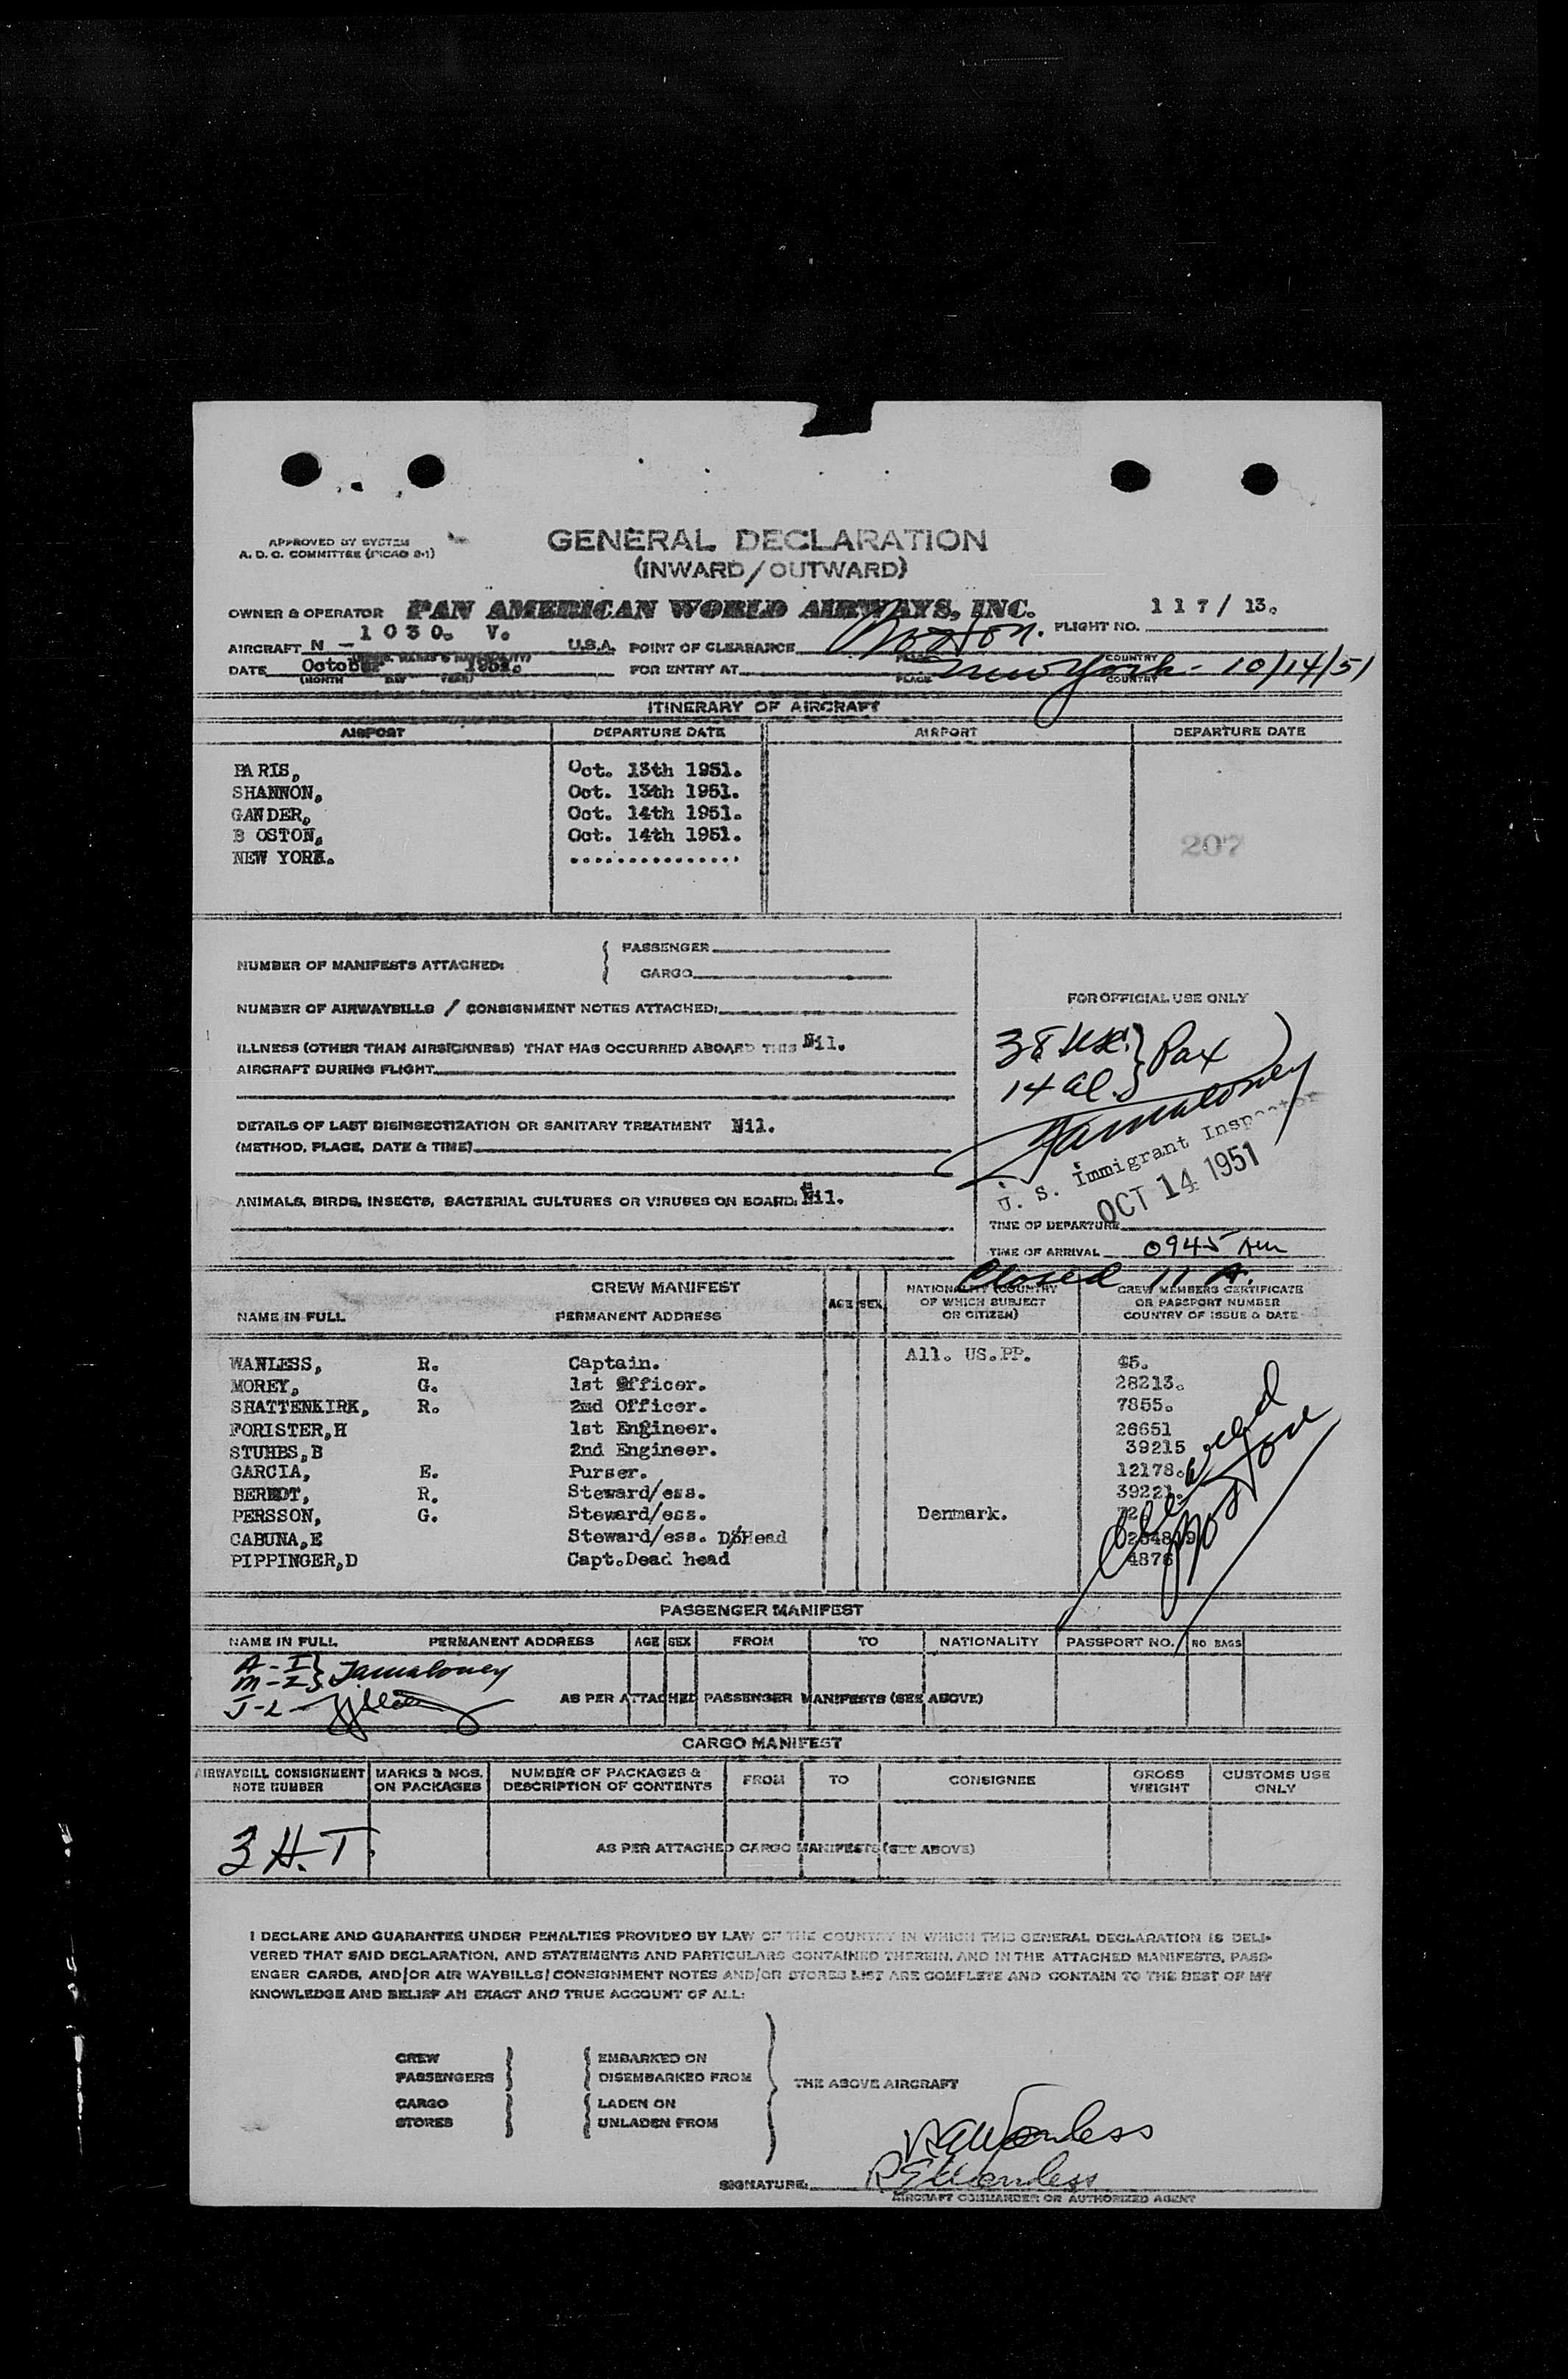 APPROVED BY SYSTEM
A. D. C. COMMITTEE (PICAO 2-1)
GENERAL DECLARATION
(INWARD/OUTWARD)
OWNER & OPERATOR PAN AMERICAN WORLD AIRWAYS, INC. FLIGHT NO. 117/ 13.
AIRCRAFT N - 1030. V. U.S.A. POINT OF CLEARANCE Boston. PLACE COUNTRY
DATE October 1951. FOR ENTRY AT New York - 10/14/51
(MONTH DAY YEAR) PLACE COUNTRY
ITINERARY OF AIRCRAFT
AIRPORT DEPARTURE DATE AIRPORT DEPARTURE DATE
PARIS, Oct. 13th 1951.
SHANNON, Oct. 13th 1951.
GANDER, Oct. 14th 1951.
B OSTON, Oct. 14th 1951.
207
NEW YORK. ...............
NUMBER OF MANIFESTS ATTACHED: PASSENGER
CARGO
NUMBER OF AIRWAYBILLS / CONSIGNMENT NOTES ATTACHED:
ILLNESS (OTHER THAN AIRSICKNESS) THAT HAS OCCURRED ABOARD THIS Nil.
AIRCRAFT DURING FLIGHT
DETAILS OF LAST DISINSECTIZATION OR SANITARY TREATMENT Nil.
(METHOD, PLACE, DATE & TIME)
ANIMALS, BIRDS, INSECTS, BACTERIAL CULTURES OR VIRUSES ON BOARD: Nil.
FOR OFFICIAL USE ONLY
38 USC. } Pax
14 al.
Jamaloney
U. S. Immigrant Inspector
OCT 14 1951
TIME OF DEPARTURE
TIME OF ARRIVAL 0945 AM
Closed 11 A.
CREW MANIFEST
NAME IN FULL PERMANENT ADDRESS AGE SEX NATIONALITY (COUNTRY OF WHICH SUBJECT OR CITIZEN) CREW MEMBERS CERTIFICATE OR PASSPORT NUMBER COUNTRY OF ISSUE & DATE
WANLESS, R. Captain. All. US.PP. 45.
MOREY, G. 1st Officer. 28213.
SHATTENKIRK, R. 2nd Officer. 7855.
FORISTER,H 1st Engineer. 26651
STUHBS,B 2nd Engineer. 39215
GARCIA, E. Purser. 12178.
BERNOT, R. Steward/ess. 39221.
PERSSON, G. Steward/ess. Denmark.
CABUNA,E Steward/ess. D/Head
PIPPINGER,D Capt.Dead head 4876
Cleared
Boston
PASSENGER MANIFEST
NAME IN FULL PERMANENT ADDRESS AGE SEX FROM TO NATIONALITY PASSPORT NO. NO BAGS
A - I }
M - Z } Jamaloney
J-L
AS PER ATTACHED PASSENGER MANIFESTS (SEE ABOVE)
CARGO MANIFEST
AIRWAYBILL CONSIGNMENT NOTE NUMBER MARKS & NOS. ON PACKAGES NUMBER OF PACKAGES & DESCRIPTION OF CONTENTS FROM TO CONSIGNEE GROSS WEIGHT CUSTOMS USE ONLY
3 H.T.
AS PER ATTACHED CARGO MANIFESTS (SEE ABOVE)
I DECLARE AND GUARANTEE UNDER PENALTIES PROVIDED BY LAW OF THE COUNTRY IN WHICH THIS GENERAL DECLARATION IS DELI-
VERED THAT SAID DECLARATION, AND STATEMENTS AND PARTICULARS CONTAINED THEREIN, AND IN THE ATTACHED MANIFESTS, PASS-
ENGER CARDS, AND/OR AIR WAYBILLS/ CONSIGNMENT NOTES AND/OR STORES LIST ARE COMPLETE AND CONTAIN TO THE BEST OF MY
KNOWLEDGE AND BELIEF AN EXACT AND TRUE ACCOUNT OF ALL:
CREW EMBARKED ON
PASSENGERS DISEMBARKED FROM
THE ABOVE AIRCRAFT
CARGO LADEN ON
STORES UNLADEN FROM
SIGNATURE:
AIRCRAFT COMMANDER OR AUTHORIZED AGENT